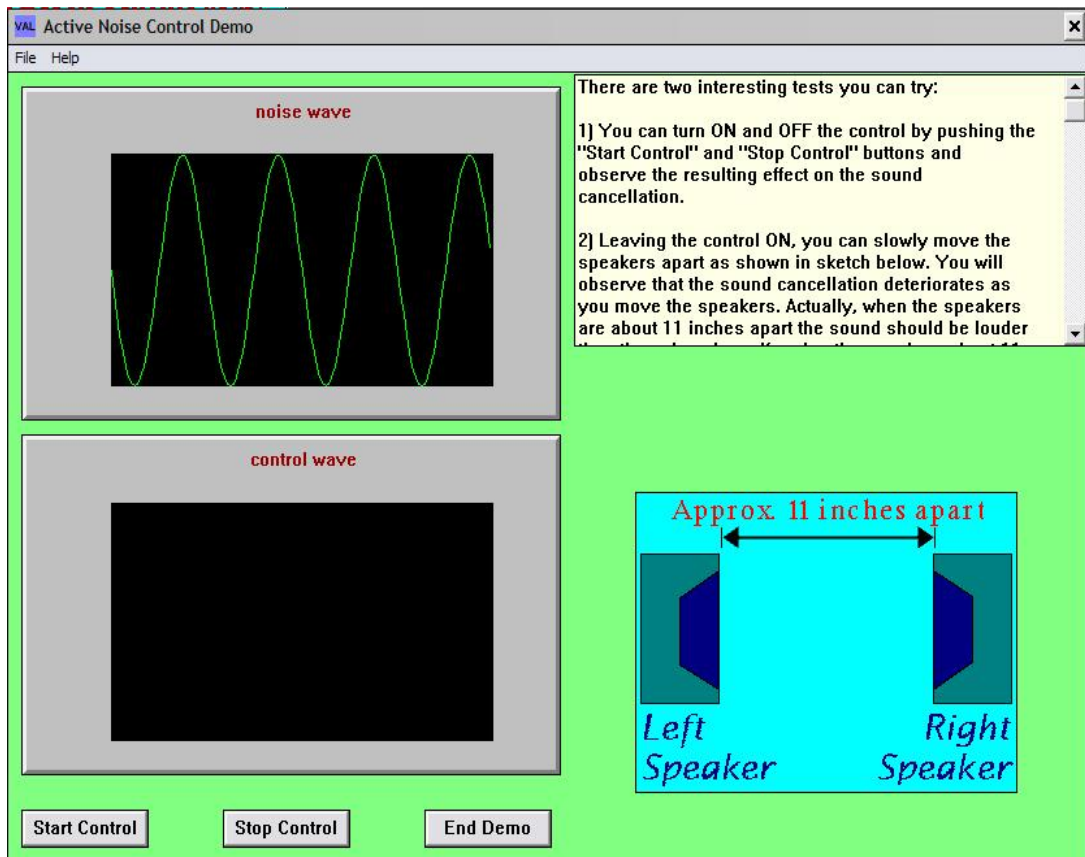 VAL Active Noise Control Demo
File Help
noise wave
There are two interesting tests you can try:
1) You can turn ON and OFF the control by pushing the
"Start Control" and "Stop Control" buttons and
observe the resulting effect on the sound
cancellation.
2) Leaving the control ON, you can slowly move the
speakers apart as shown in sketch below. You will
observe that the sound cancellation deteriorates as
you move the speakers. Actually, when the speakers
are about 11 inches apart the sound should be louder
control wave
Approx. 11 inches apart
Left
Speaker
Right
Speaker
Start Control
Stop Control
End Demo